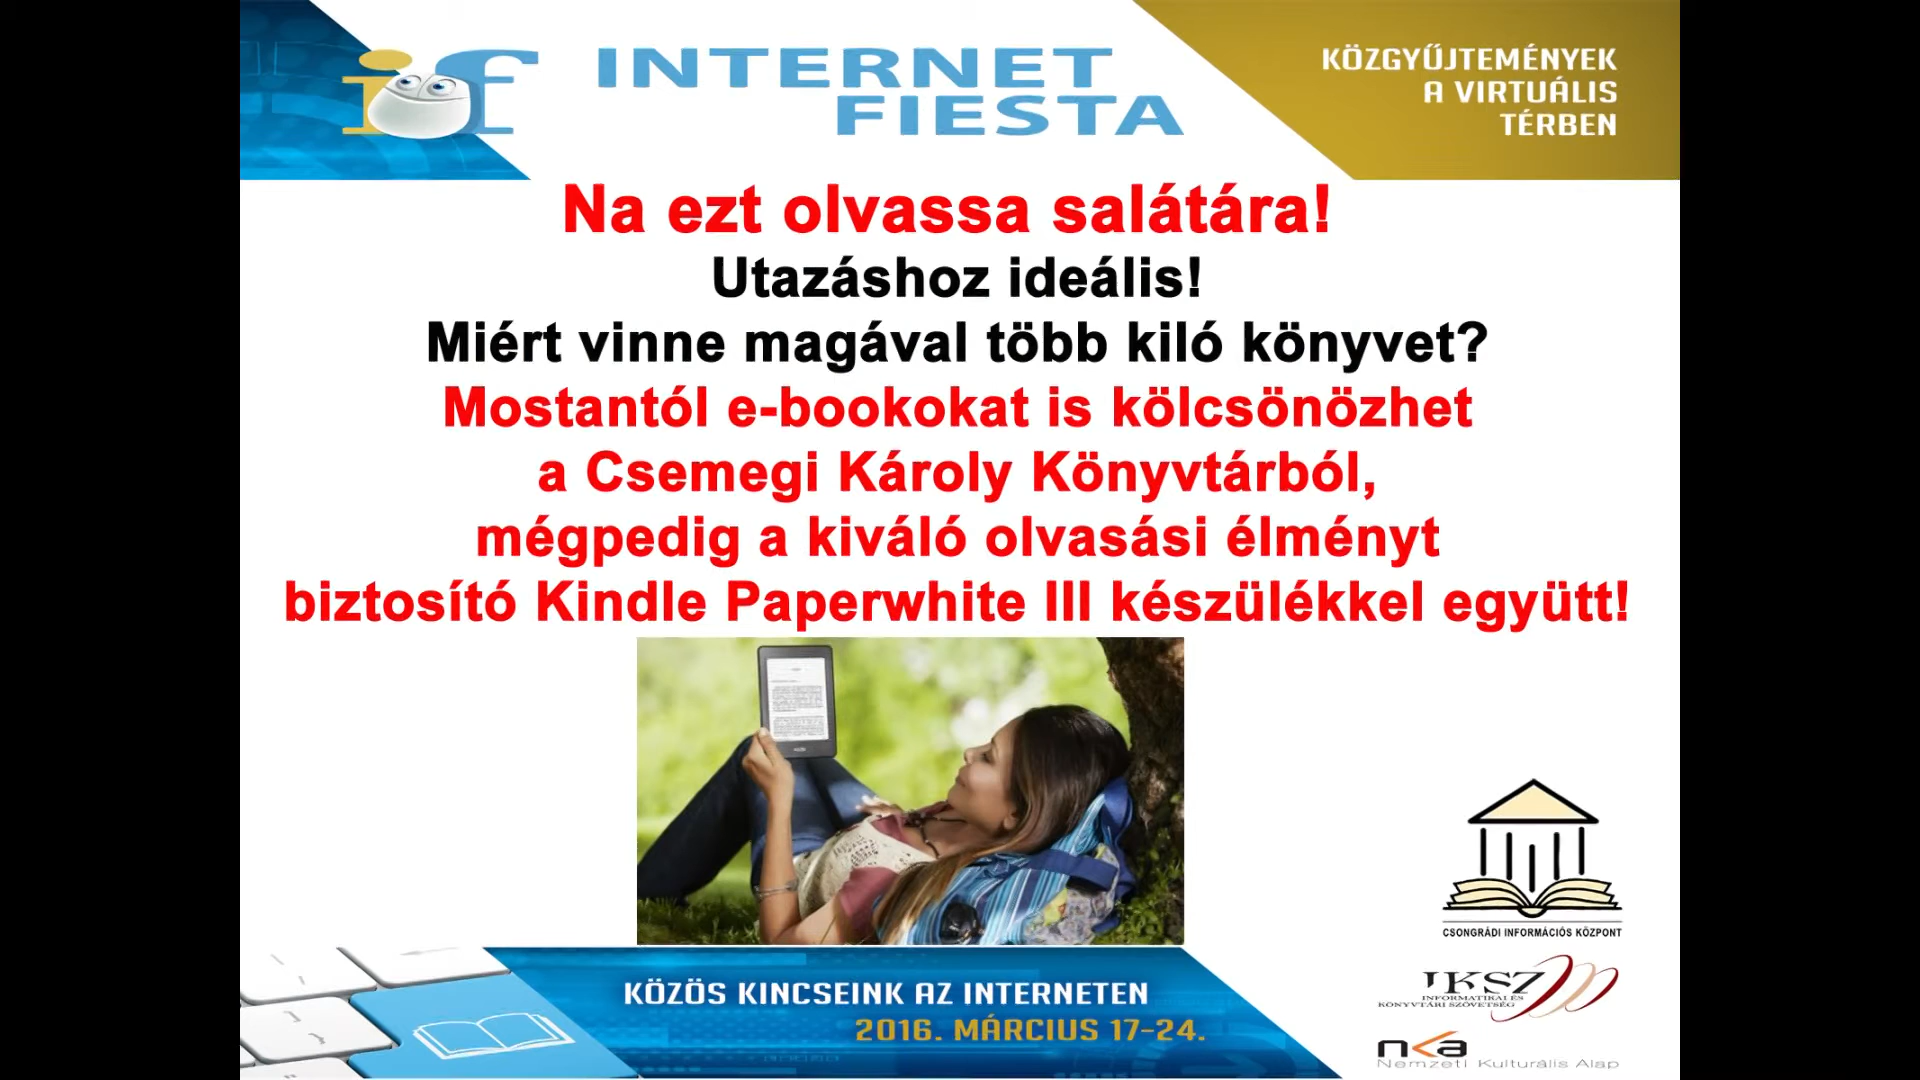 if INTERNET
FIESTA
KÖZGYŰJTEMÉNYEK
A VIRTUÁLIS
TÉRBEN
Na ezt olvassa salátára!
Utazáshoz ideális!
Miért vinne magával több kiló könyvet?
Mostantól e-bookokat is kölcsönözhet
a Csemegi Károly Könyvtárból,
mégpedig a kiváló olvasási élményt
biztosító Kindle Paperwhite III készülékkel együtt!
CSONGRÁDI INFORMÁCIÓS KÖZPONT
IKSZ
INFORMATIKAI ÉS
KÖNYVTÁRI SZÖVETSÉG
KÖZÖS KINCSEINK AZ INTERNETEN
2016. MÁRCIUS 17-24.
nka
Nemzeti Kulturális Alap